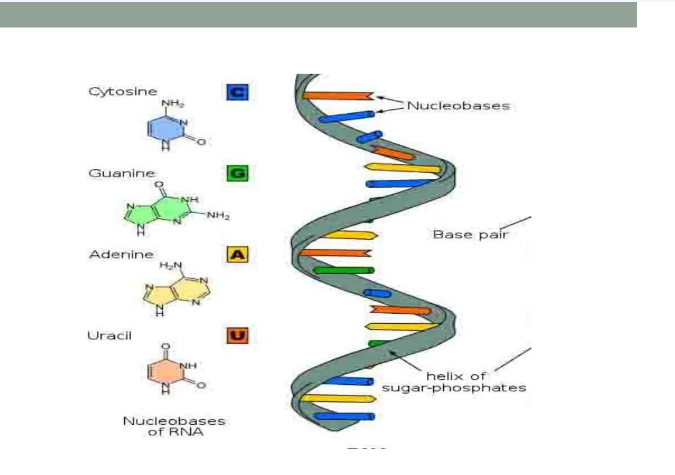 Cytosine
C
NH₂
N
O
N
H
Nucleobases
Guanine
G
O
N
NH
N
N
NH₂
H
Base pair
Adenine
A
H₂N
N
N
N
N
H
Uracil
U
O
NH
N
O
H
helix of
sugar-phosphates
Nucleobases
of RNA